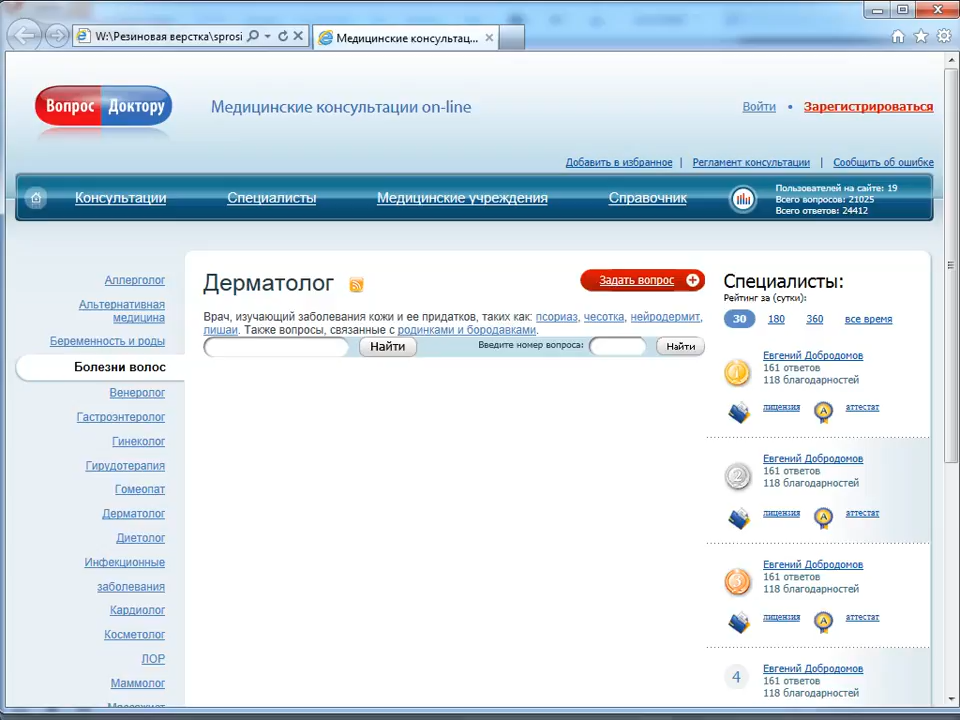 W:\Резиновая верстка\sprosi
Медицинские консультац...
Вопрос Доктору
Медицинские консультации on-line
Войти • Зарегистрироваться
Добавить в избранное | Регламент консультации | Сообщить об ошибке
Консультации Специалисты Медицинские учреждения Справочник
Пользователей на сайте: 19
Всего вопросов: 21025
Всего ответов: 24412
Аллерголог
Альтернативная
медицина
Беременность и роды
Болезни волос
Венеролог
Гастроэнтеролог
Гинеколог
Гирудотерапия
Гомеопат
Дерматолог
Диетолог
Инфекционные
заболевания
Кардиолог
Косметолог
ЛОР
Маммолог
Дерматолог
Задать вопрос
Врач, изучающий заболевания кожи и ее придатков, таких как: псориаз, чесотка, нейродермит,
лишаи. Также вопросы, связанные с родинками и бородавками.
Найти Введите номер вопроса: Найти
Специалисты:
Рейтинг за (сутки):
30 180 360 все время
1
Евгений Добродомов
161 ответов
118 благодарностей
лицензия A аттестат
2
Евгений Добродомов
161 ответов
118 благодарностей
лицензия A аттестат
3
Евгений Добродомов
161 ответов
118 благодарностей
лицензия A аттестат
4
Евгений Добродомов
161 ответов
118 благодарностей